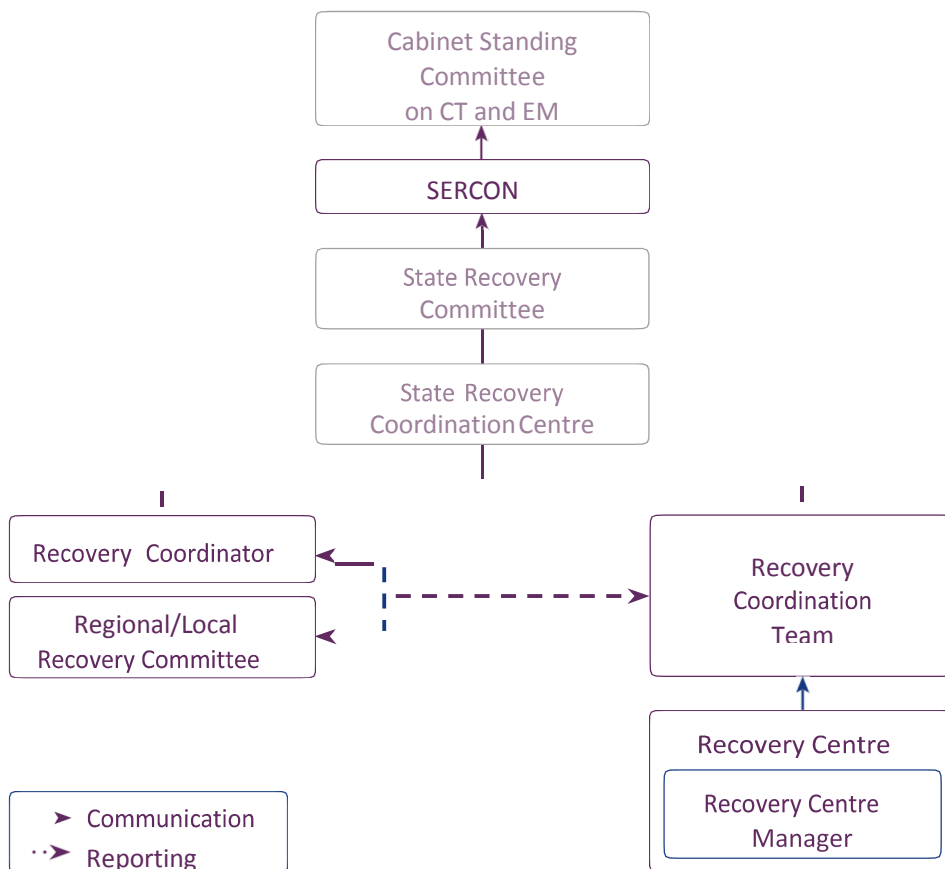 Cabinet Standing
Committee
on CT and EM
SERCON
State Recovery
Committee
State Recovery
Coordination Centre
Recovery Coordinator
Regional/Local
Recovery Committee
Recovery
Coordination
Team
Recovery Centre
Recovery Centre
Manager
Communication
Reporting